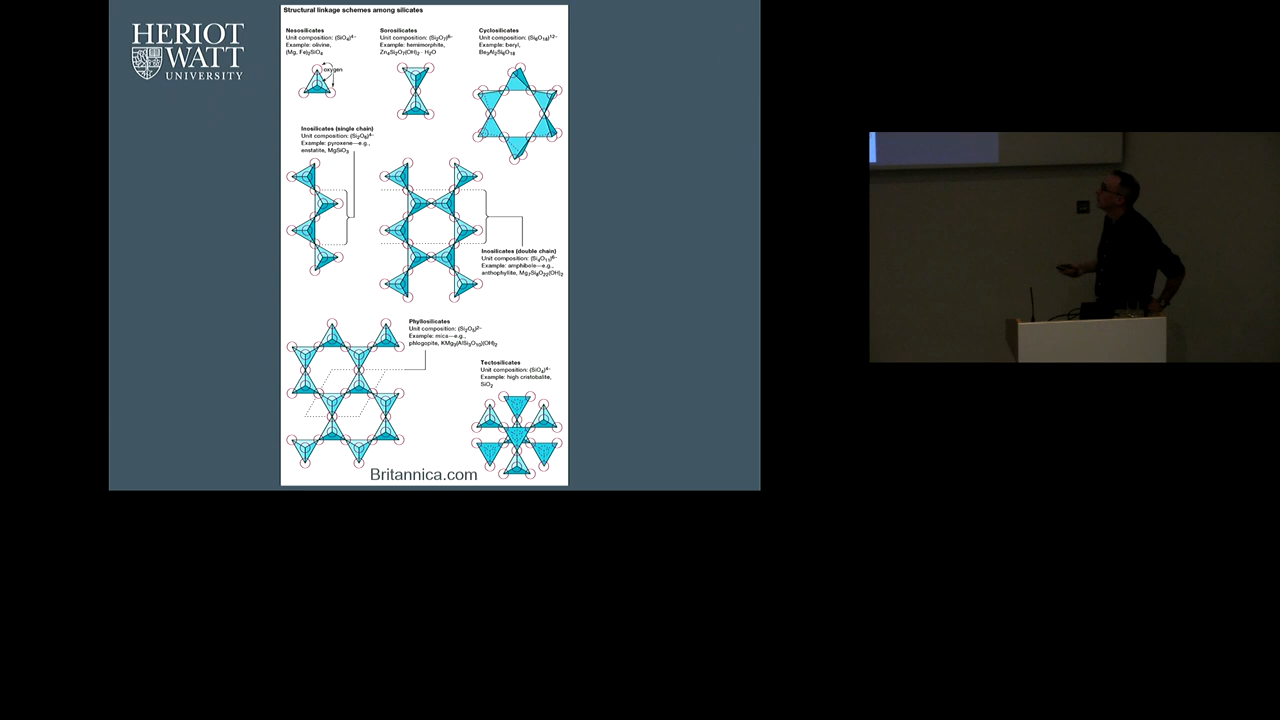 HERIOT
WATT
UNIVERSITY
Structural linkage schemes among silicates
Nesosilicates
Unit composition: (SiO₄)⁴⁻
Example: olivine,
(Mg, Fe)₂SiO₄
oxygen
Sorosilicates
Unit composition: (Si₂O₇)⁶⁻
Example: hemimorphite,
Zn₄Si₂O₇(OH)₂ · H₂O
Cyclosilicates
Unit composition: (Si₆O₁₈)¹²⁻
Example: beryl,
Be₃Al₂Si₆O₁₈
Inosilicates (single chain)
Unit composition: (Si₂O₆)⁴⁻
Example: pyroxene—e.g.,
enstatite, MgSiO₃
Inosilicates (double chain)
Unit composition: (Si₄O₁₁)⁶⁻
Example: amphibole—e.g.,
anthophyllite, Mg₇Si₈O₂₂(OH)₂
Phyllosilicates
Unit composition: (Si₂O₅)²⁻
Example: mica—e.g.,
phlogopite, KMg₃(AlSi₃O₁₀)(OH)₂
Tectosilicates
Unit composition: (SiO₄)⁴⁻
Example: high cristobalite,
SiO₂
Britannica.com